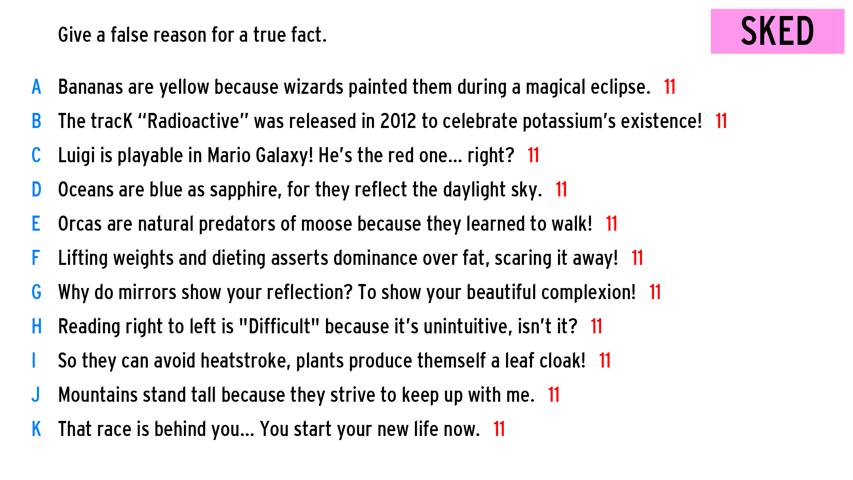 Give a false reason for a true fact.
SKED
A Bananas are yellow because wizards painted them during a magical eclipse. 11
B The tracK “Radioactive” was released in 2012 to celebrate potassium’s existence! 11
C Luigi is playable in Mario Galaxy! He’s the red one... right? 11
D Oceans are blue as sapphire, for they reflect the daylight sky. 11
E Orcas are natural predators of moose because they learned to walk! 11
F Lifting weights and dieting asserts dominance over fat, scaring it away! 11
G Why do mirrors show your reflection? To show your beautiful complexion! 11
H Reading right to left is "Difficult" because it’s unintuitive, isn’t it? 11
I So they can avoid heatstroke, plants produce themself a leaf cloak! 11
J Mountains stand tall because they strive to keep up with me. 11
K That race is behind you... You start your new life now. 11